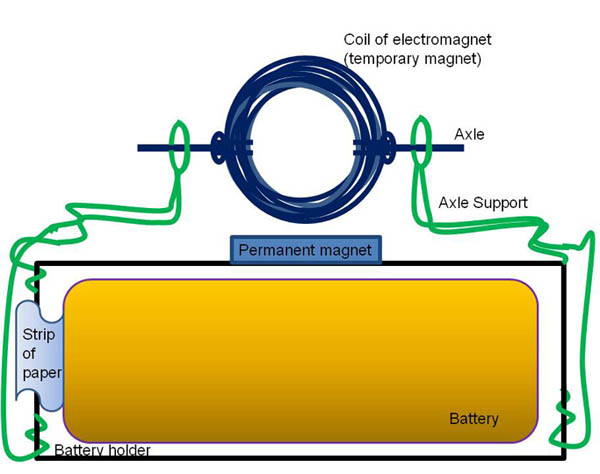 Coil of electromagnet
(temporary magnet)
Axle
Axle Support
Permanent magnet
Strip
of
paper
Battery
Battery holder